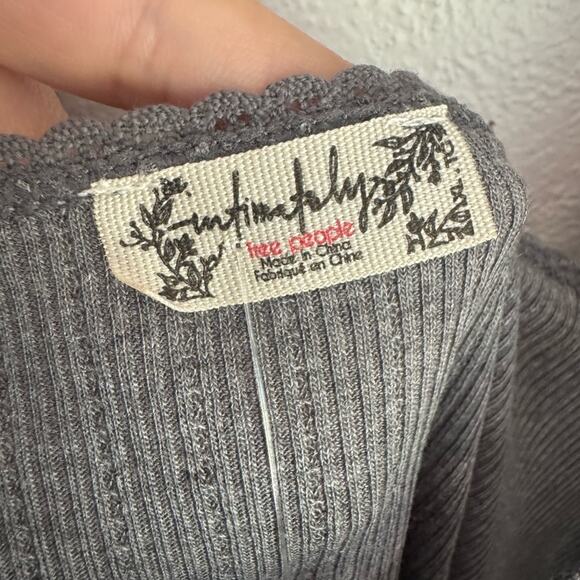 intimately
free people
Made in China
Fabriqué en Chine